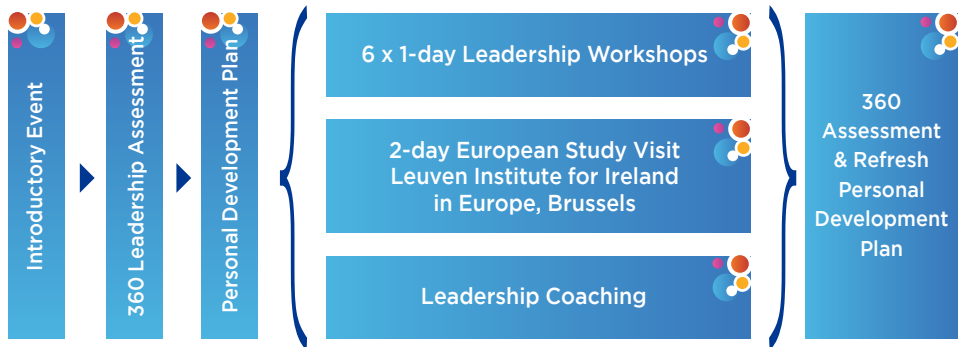 Introductory Event
360 Leadership Assessment
Personal Development Plan
6 x 1-day Leadership Workshops
2-day European Study Visit
Leuven Institute for Ireland
in Europe, Brussels
Leadership Coaching
360
Assessment
& Refresh
Personal
Development
Plan